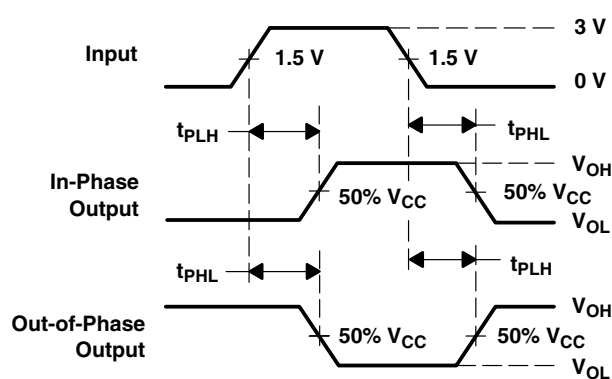 3 V
Input
1.5 V
1.5 V
0 V
tPLH
tPHL
VOH
In-Phase
Output
50% VCC
50% VCC
VOL
tPHL
tPLH
VOH
Out-of-Phase
Output
50% VCC
50% VCC
VOL